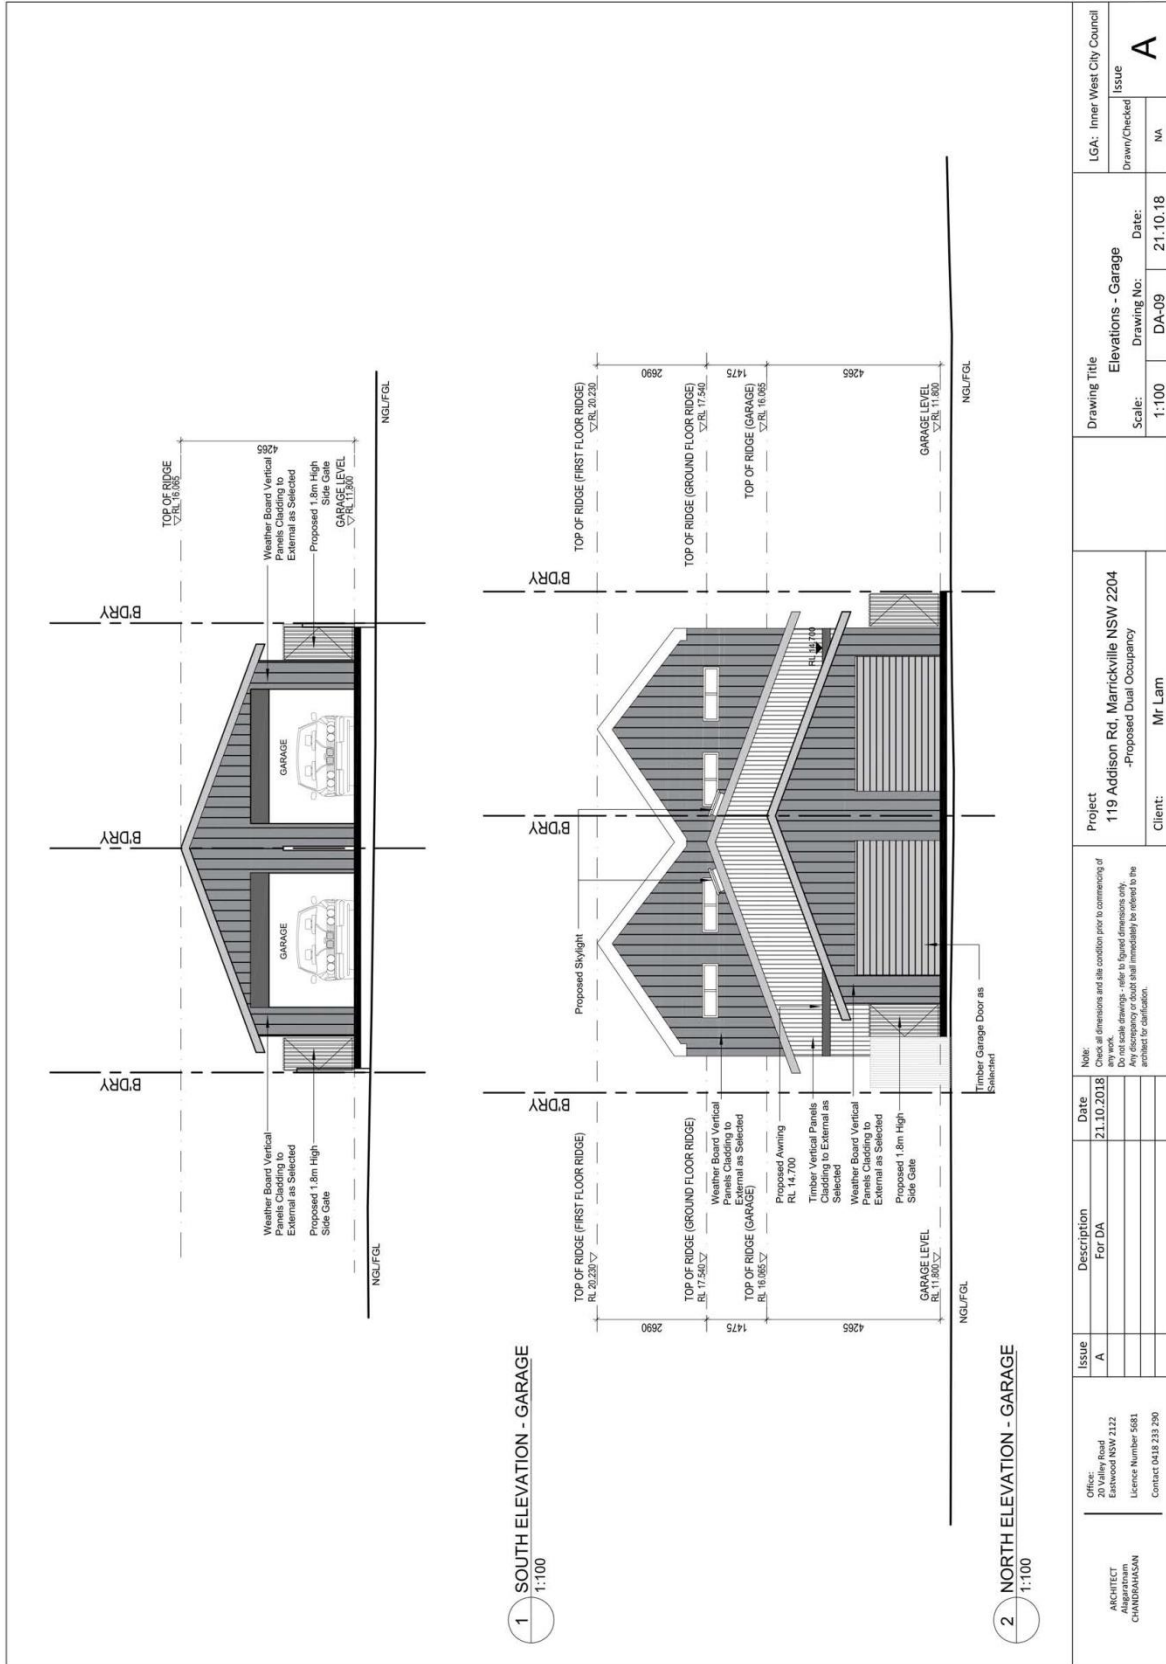 B'DRY
B'DRY
B'DRY
TOP OF RIDGE
RL 16.065
4265
Weather Board Vertical
Panels Cladding to
External as Selected
Proposed 1.8m High
Side Gate
GARAGE LEVEL
RL 11.800
NGL/FGL
GARAGE
GARAGE
Weather Board Vertical
Panels Cladding to
External as Selected
Proposed 1.8m High
Side Gate
NGL/FGL
1 SOUTH ELEVATION - GARAGE
1:100
B'DRY
B'DRY
B'DRY
Proposed Skylight
TOP OF RIDGE (FIRST FLOOR RIDGE)
RL 20.230
TOP OF RIDGE (GROUND FLOOR RIDGE)
RL 17.540
TOP OF RIDGE (GARAGE)
RL 16.065
GARAGE LEVEL
RL 11.800
NGL/FGL
2690
1475
4265
Weather Board Vertical
Panels Cladding to
External as Selected
Proposed Awning
RL 14.700
Timber Vertical Panels
Cladding to External as
Selected
Weather Board Vertical
Panels Cladding to
External as Selected
Proposed 1.8m High
Side Gate
Timber Garage Door as
Selected
RL 14.700
TOP OF RIDGE (FIRST FLOOR RIDGE)
RL 20.230
TOP OF RIDGE (GROUND FLOOR RIDGE)
RL 17.540
TOP OF RIDGE (GARAGE)
RL 16.065
GARAGE LEVEL
RL 11.800
NGL/FGL
2690
1475
4265
2 NORTH ELEVATION - GARAGE
1:100
ARCHITECT
Alagaratnam
CHANDRAHASAN
Office:
20 Valley Road
Eastwood NSW 2122
Licence Number 5681
Contact 0418 233 290
Issue Description Date
A For DA 21.10.2018
Note:
Check all dimensions and site condition prior to commencing of
any work.
Do not scale drawings - refer to figured dimensions only.
Any discrepancy or doubt shall immediately be refered to the
architect for clarification.
Project
119 Addison Rd, Marrickville NSW 2204
-Proposed Dual Occupancy
Client: Mr Lam
Drawing Title
Elevations - Garage
Scale: Drawing No: Date:
1:100 DA-09 21.10.18
LGA: Inner West City Council
Drawn/Checked Issue
NA A